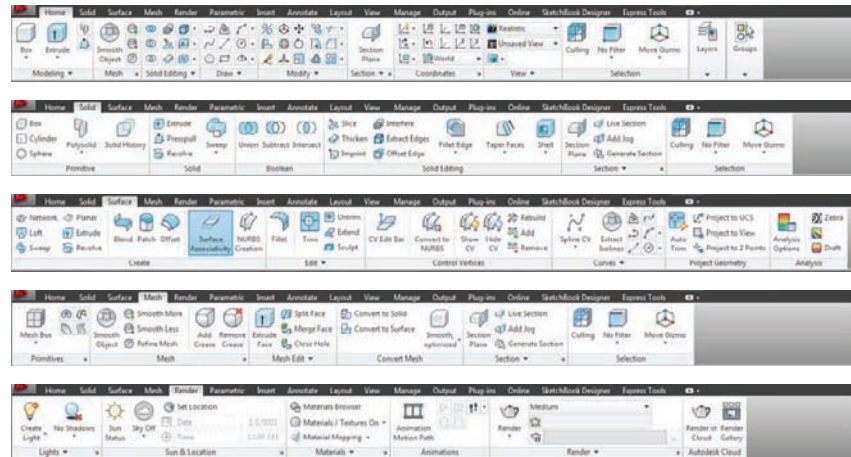 Home Solid Surface Mesh Render Parametric Insert Annotate Layout View Manage Output Plug-ins Online SketchBook Designer Express Tools
Realistic
Box Extrude Smooth Object Section Plane Unsaved View Culling No Filter Move Gizmo Layers Groups
World
Modeling Mesh Solid Editing Draw Modify Section Coordinates View Selection
Home Solid Surface Mesh Render Parametric Insert Annotate Layout View Manage Output Plug-ins Online SketchBook Designer Express Tools
Box Extrude Slice Interfere Live Section
Cylinder Polysolid Solid History Presspull Sweep Union Subtract Intersect Thicken Extract Edges Fillet Edge Taper Faces Shell Section Plane Add Jog Culling No Filter Move Gizmo
Sphere Revolve Imprint Offset Edge Generate Section
Primitive Solid Boolean Solid Editing Section Selection
Home Solid Surface Mesh Render Parametric Insert Annotate Layout View Manage Output Plug-ins Online SketchBook Designer Express Tools
Network Planar Untrim Rebuild Project to UCS Zebra
Loft Extrude Blend Patch Offset Surface Associativity NURBS Creation Fillet Trim Extend CV Edit Bar Convert to NURBS Show CV Hide CV Add Spline CV Extract Isolines Auto Trim Project to View Analysis Options
Sweep Revolve Sculpt Remove Project to 2 Points Draft
Create Edit Control Vertices Curves Project Geometry Analysis
Home Solid Surface Mesh Render Parametric Insert Annotate Layout View Manage Output Plug-ins Online SketchBook Designer Express Tools
Smooth More Split Face Convert to Solid Live Section
Mesh Box Smooth Object Smooth Less Add Crease Remove Crease Extrude Face Merge Face Convert to Surface Smooth, optimized Section Plane Add Jog Culling No Filter Move Gizmo
Refine Mesh Close Hole Generate Section
Primitives Mesh Mesh Edit Convert Mesh Section Selection
Home Solid Surface Mesh Render Parametric Insert Annotate Layout View Manage Output Plug-ins Online SketchBook Designer Express Tools
Set Location Materials Browser Medium
Create Light No Shadows Sun Status Sky Off Date Materials / Textures On Animation Motion Path Render Render in Cloud Render Gallery
Time Material Mapping
Lights Sun & Location Materials Animations Render Autodesk Cloud